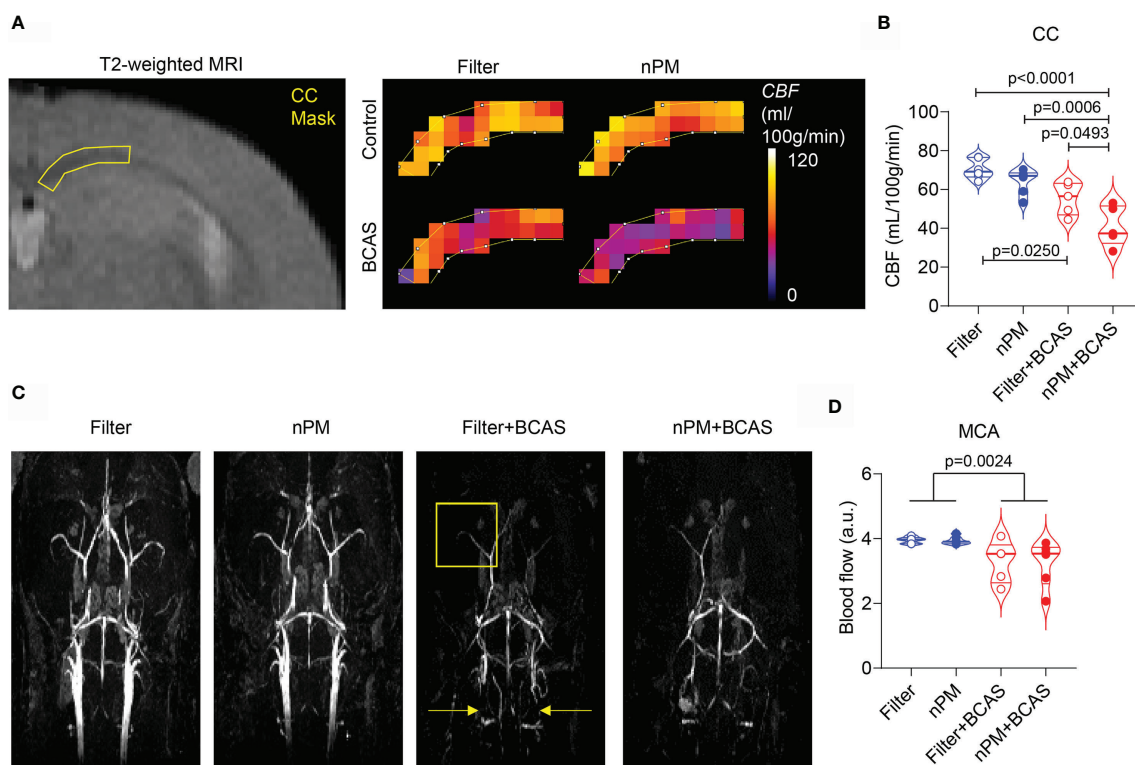 A
T2-weighted MRI
CC
Mask
Filter
nPM
Control
BCAS
CBF
(ml/
100g/min)
120
0
B
CC
p<0.0001
p=0.0006
p=0.0493
p=0.0250
CBF (mL/100g/min)
100
80
60
40
20
0
Filter
nPM
Filter+BCAS
nPM+BCAS
C
Filter
nPM
Filter+BCAS
nPM+BCAS
D
MCA
p=0.0024
Blood flow (a.u.)
6
4
2
0
Filter
nPM
Filter+BCAS
nPM+BCAS